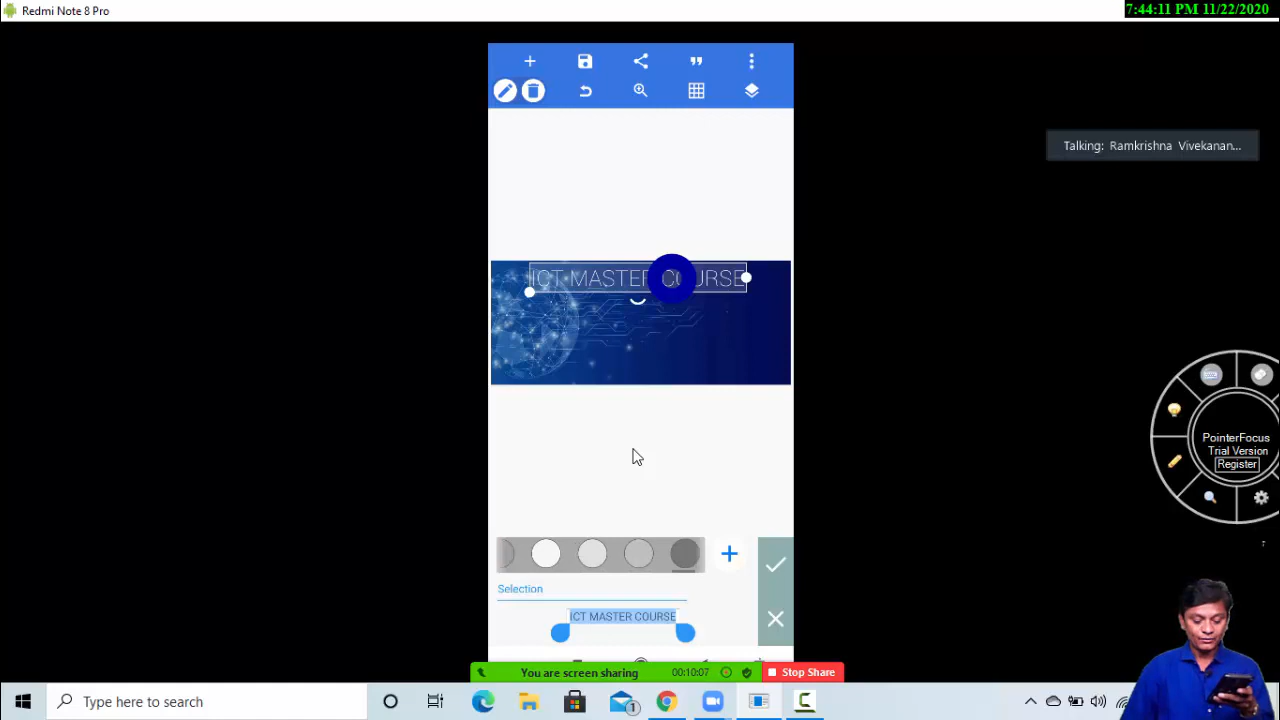 Redmi Note 8 Pro
7:44:11 PM 11/22/2020
Talking: Ramkrishna Vivekanan...
ICT MASTER COURSE
PointerFocus
Trial Version
Register
Selection
ICT MASTER COURSE
You are screen sharing
00:10:07
Stop Share
Type here to search
1